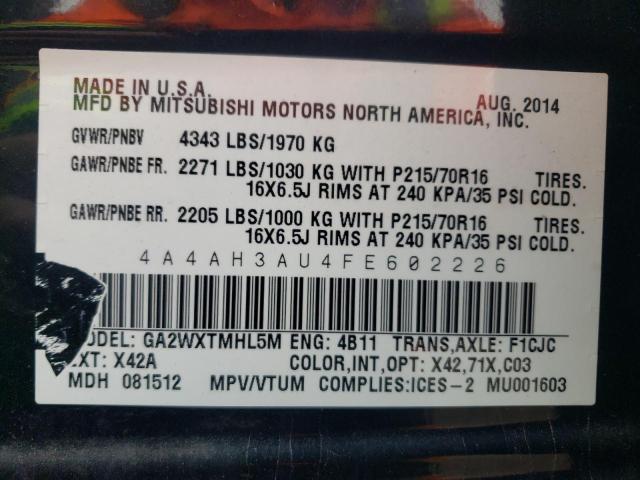 MADE IN U.S.A. AUG. 2014
MFD BY MITSUBISHI MOTORS NORTH AMERICA, INC.
GVWR/PNBV 4343 LBS/1970 KG
GAWR/PNBE FR. 2271 LBS/1030 KG WITH P215/70R16 TIRES.
16X6.5J RIMS AT 240 KPA/35 PSI COLD.
GAWR/PNBE RR. 2205 LBS/1000 KG WITH P215/70R16 TIRES.
16X6.5J RIMS AT 240 KPA/35 PSI COLD.
4A4AH3AU4FE602226
MODEL: GA2WXTMHL5M ENG: 4B11 TRANS,AXLE: F1CJC
EXT: X42A COLOR,INT,OPT: X42,71X,C03
MDH 081512 MPV/VTUM COMPLIES:ICES-2 MU001603